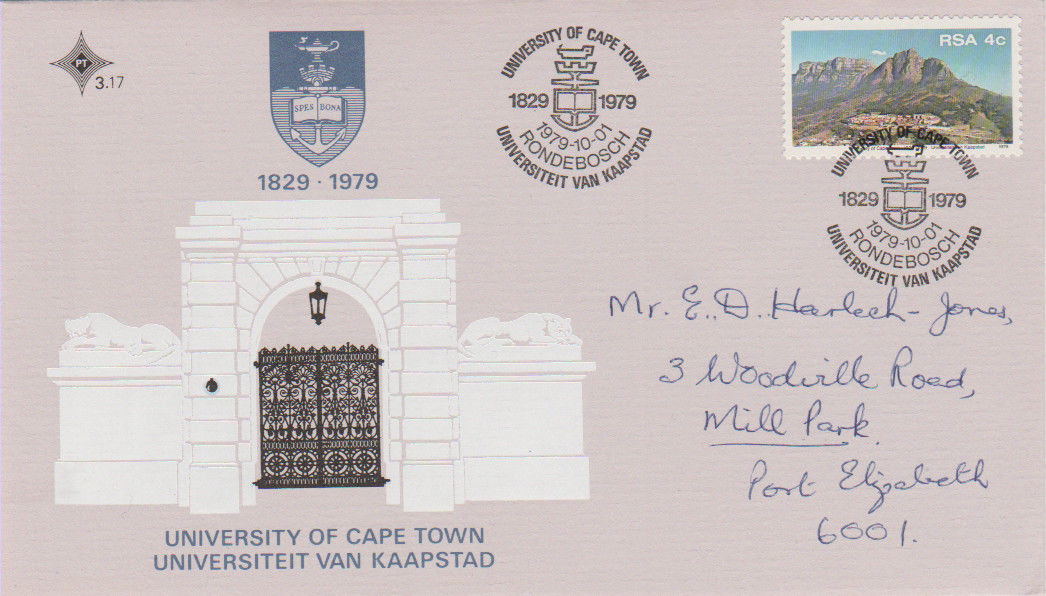 PT
3.17
SPES BONA
1829 · 1979
UNIVERSITY OF CAPE TOWN
1829 1979
1979-10-01
RONDEBOSCH
UNIVERSITEIT VAN KAAPSTAD
RSA 4c
UNIVERSITY OF CAPE TOWN
1829 1979
1979-10-01
RONDEBOSCH
UNIVERSITEIT VAN KAAPSTAD
Mr. E. D. Harlech-Jones,
3 Woodville Road,
Mill Park.
Port Elizabeth
6001.
UNIVERSITY OF CAPE TOWN
UNIVERSITEIT VAN KAAPSTAD